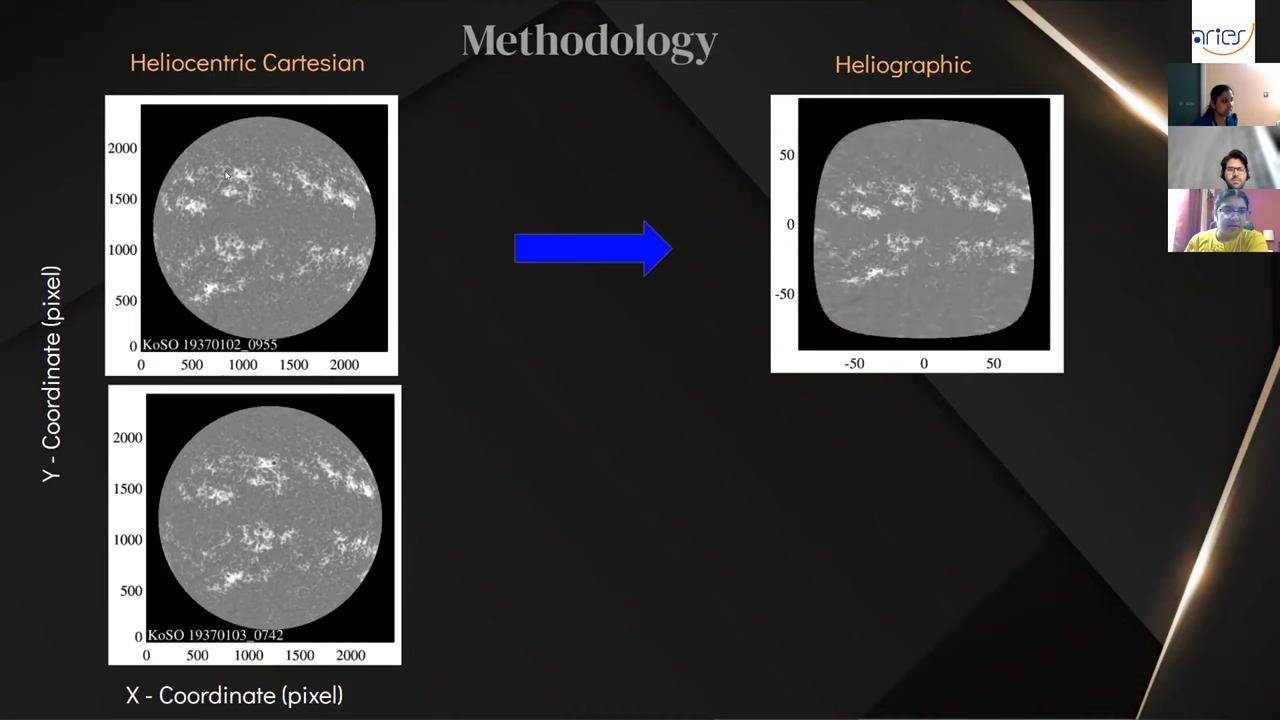 Methodology
aries
Heliocentric Cartesian
Heliographic
2000
1500
1000
500
0
KoSO 19370102_0955
0 500 1000 1500 2000
50
0
-50
-50 0 50
Y - Coordinate (pixel)
2000
1500
1000
500
0
KoSO 19370103_0742
0 500 1000 1500 2000
X - Coordinate (pixel)